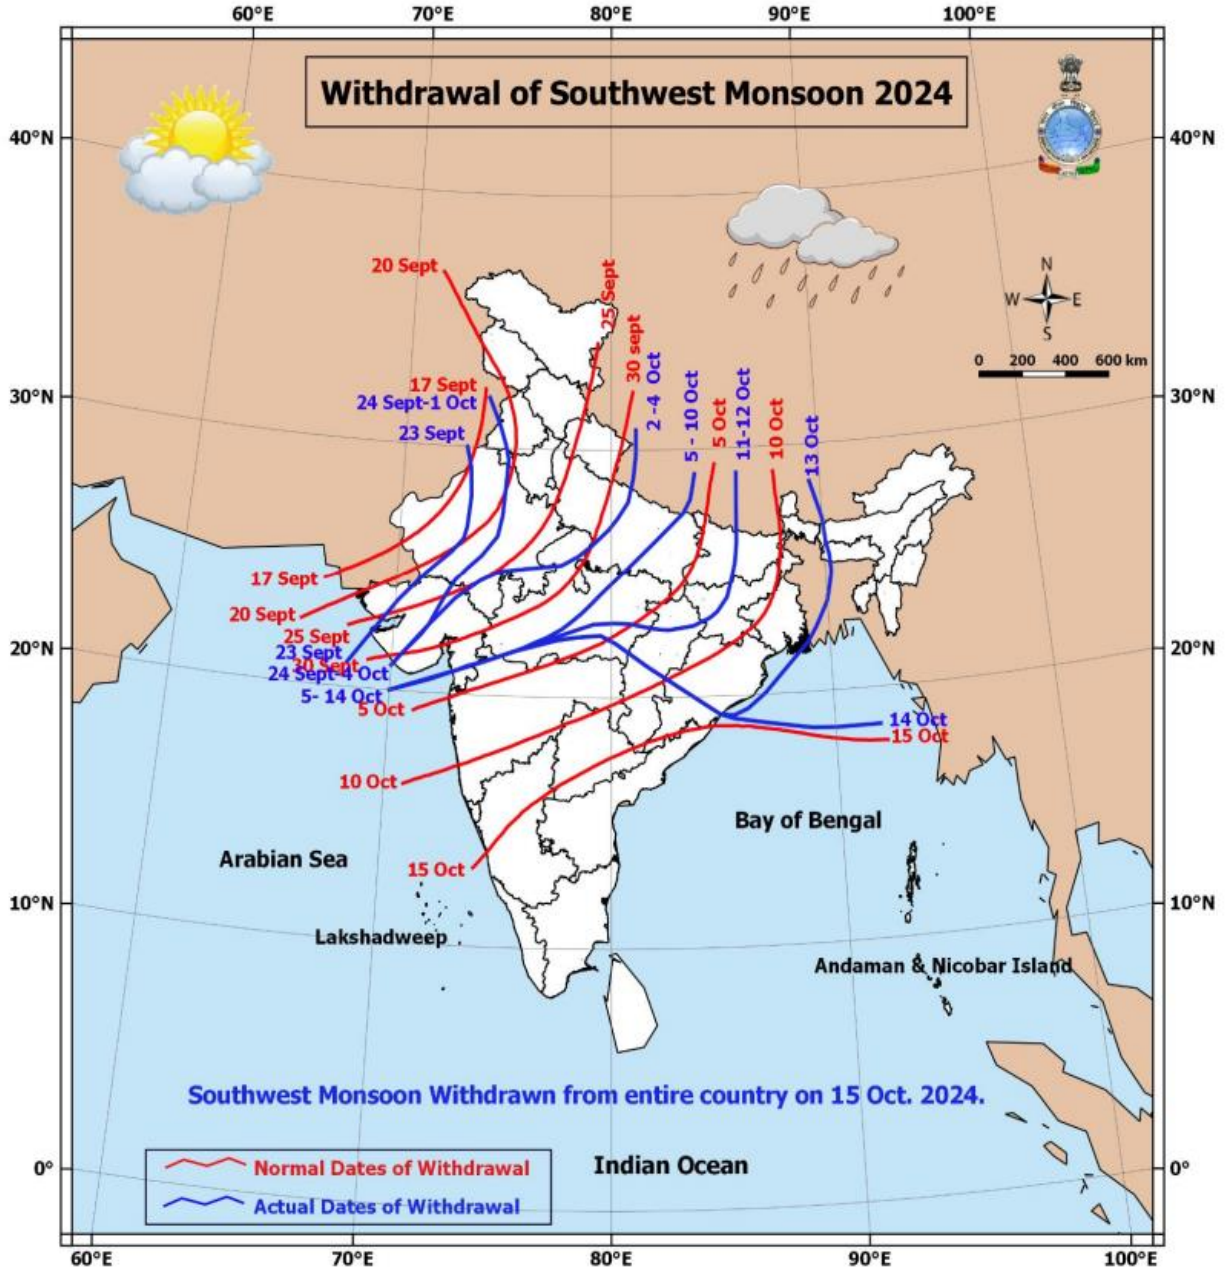 60°E 70°E 80°E 90°E 100°E
Withdrawal of Southwest Monsoon 2024
40°N 40°N
N
W E
S
20 Sept
25 Sept
30 sept
2 -4 Oct
0 200 400 600 km
5 - 10 Oct
5 Oct
11-12 Oct
10 Oct
13 Oct
17 Sept
30°N 30°N
24 Sept-1 Oct
23 Sept
17 Sept
20 Sept
25 Sept
23 Sept
20°N 20°N
30 Sept
24 Sept-4 Oct
5- 14 Oct
5 Oct
14 Oct
15 Oct
10 Oct
Bay of Bengal
Arabian Sea
15 Oct
10°N 10°N
Lakshadweep
Andaman & Nicobar Island
Southwest Monsoon Withdrawn from entire country on 15 Oct. 2024.
Indian Ocean
0° 0°
Normal Dates of Withdrawal
Actual Dates of Withdrawal
60°E 70°E 80°E 90°E 100°E